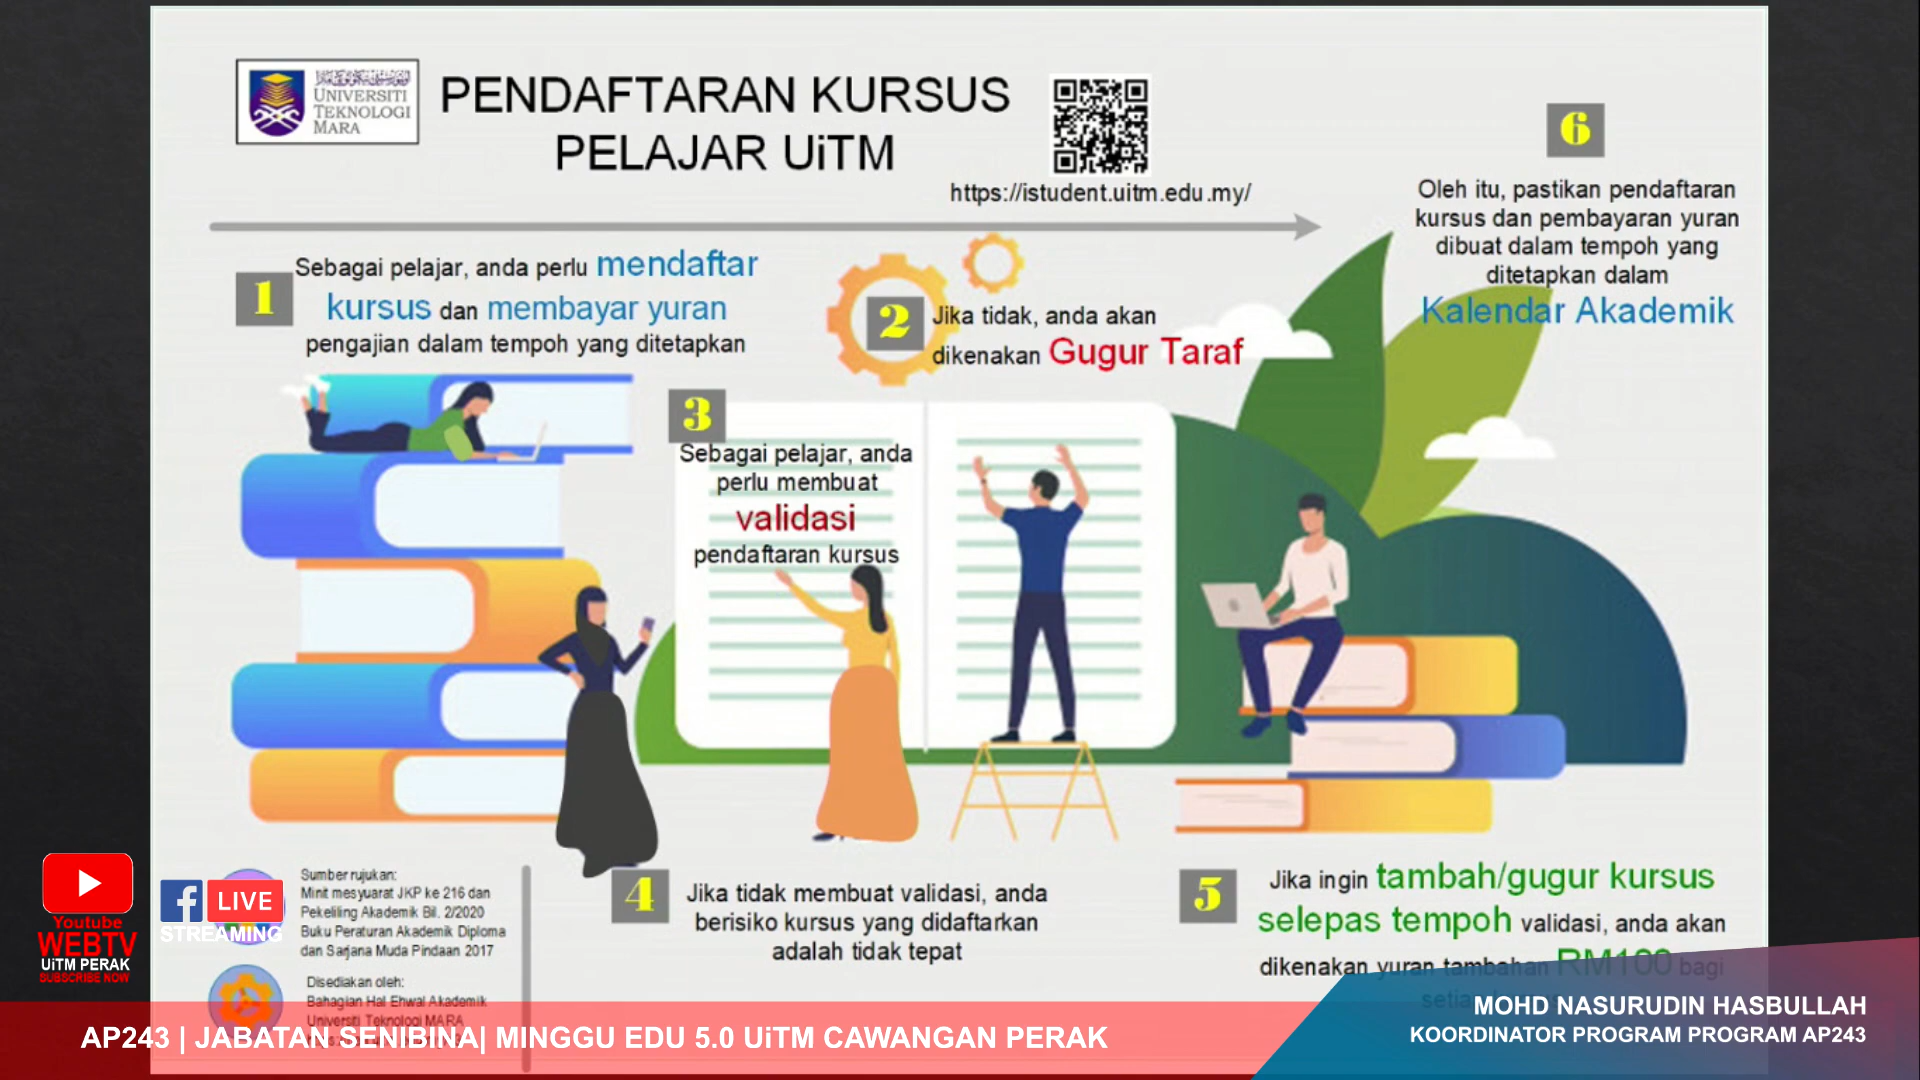 UNIVERSITI
TEKNOLOGI
MARA
PENDAFTARAN KURSUS
PELAJAR UiTM
https://istudent.uitm.edu.my/
1
Sebagai pelajar, anda perlu mendaftar
kursus dan membayar yuran
pengajian dalam tempoh yang ditetapkan
2
Jika tidak, anda akan
dikenakan Gugur Taraf
3
Sebagai pelajar, anda
perlu membuat
validasi
pendaftaran kursus
4
Jika tidak membuat validasi, anda
berisiko kursus yang didaftarkan
adalah tidak tepat
5
Jika ingin tambah/gugur kursus
selepas tempoh validasi, anda akan
dikenakan yuran tambahan RM100 bagi
6
Oleh itu, pastikan pendaftaran
kursus dan pembayaran yuran
dibuat dalam tempoh yang
ditetapkan dalam
Kalendar Akademik
Sumber rujukan:
Minit mesyuarat JKP ke 216 dan
Pekeliling Akademik Bil. 2/2020
Buku Peraturan Akademik Diploma
dan Sarjana Muda Pindaan 2017
Disediakan oleh:
Bahagian Hal Ehwal Akademik
Universiti Teknologi MARA
Youtube
WEBTV
UiTM PERAK
SUBSCRIBE NOW
f LIVE
STREAMING
AP243 | JABATAN SENIBINA| MINGGU EDU 5.0 UiTM CAWANGAN PERAK
MOHD NASURUDIN HASBULLAH
KOORDINATOR PROGRAM PROGRAM AP243